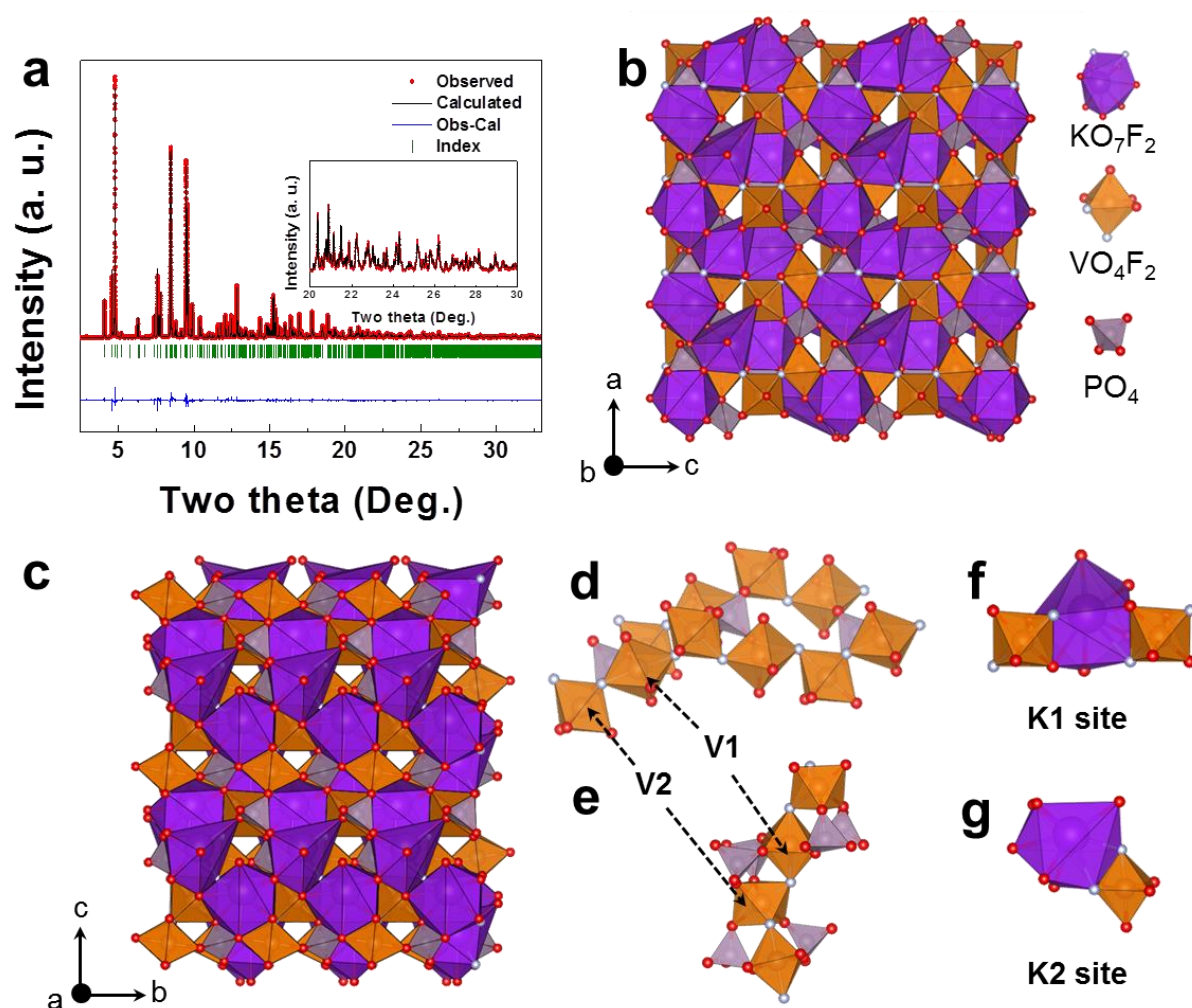 a
Intensity (a. u.)
Observed
Calculated
Obs-Cal
Index
Intensity (a. u.)
20 22 24 26 28 30
Two theta (Deg.)
5 10 15 20 25 30
Two theta (Deg.)
b
a
b
c
KO₇F₂
VO₄F₂
PO₄
c
c
a
b
d
V1
V2
e
f
K1 site
g
K2 site